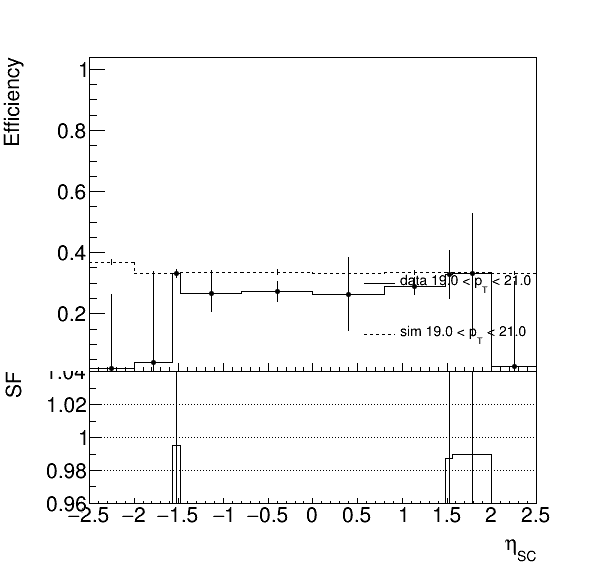 Efficiency
1
0.8
0.6
0.4
0.2
data 19.0 < p_T < 21.0
sim 19.0 < p_T < 21.0
SF
1.04
1.02
1
0.98
0.96
−2.5 −2 −1.5 −1 −0.5 0 0.5 1 1.5 2 2.5
η_SC